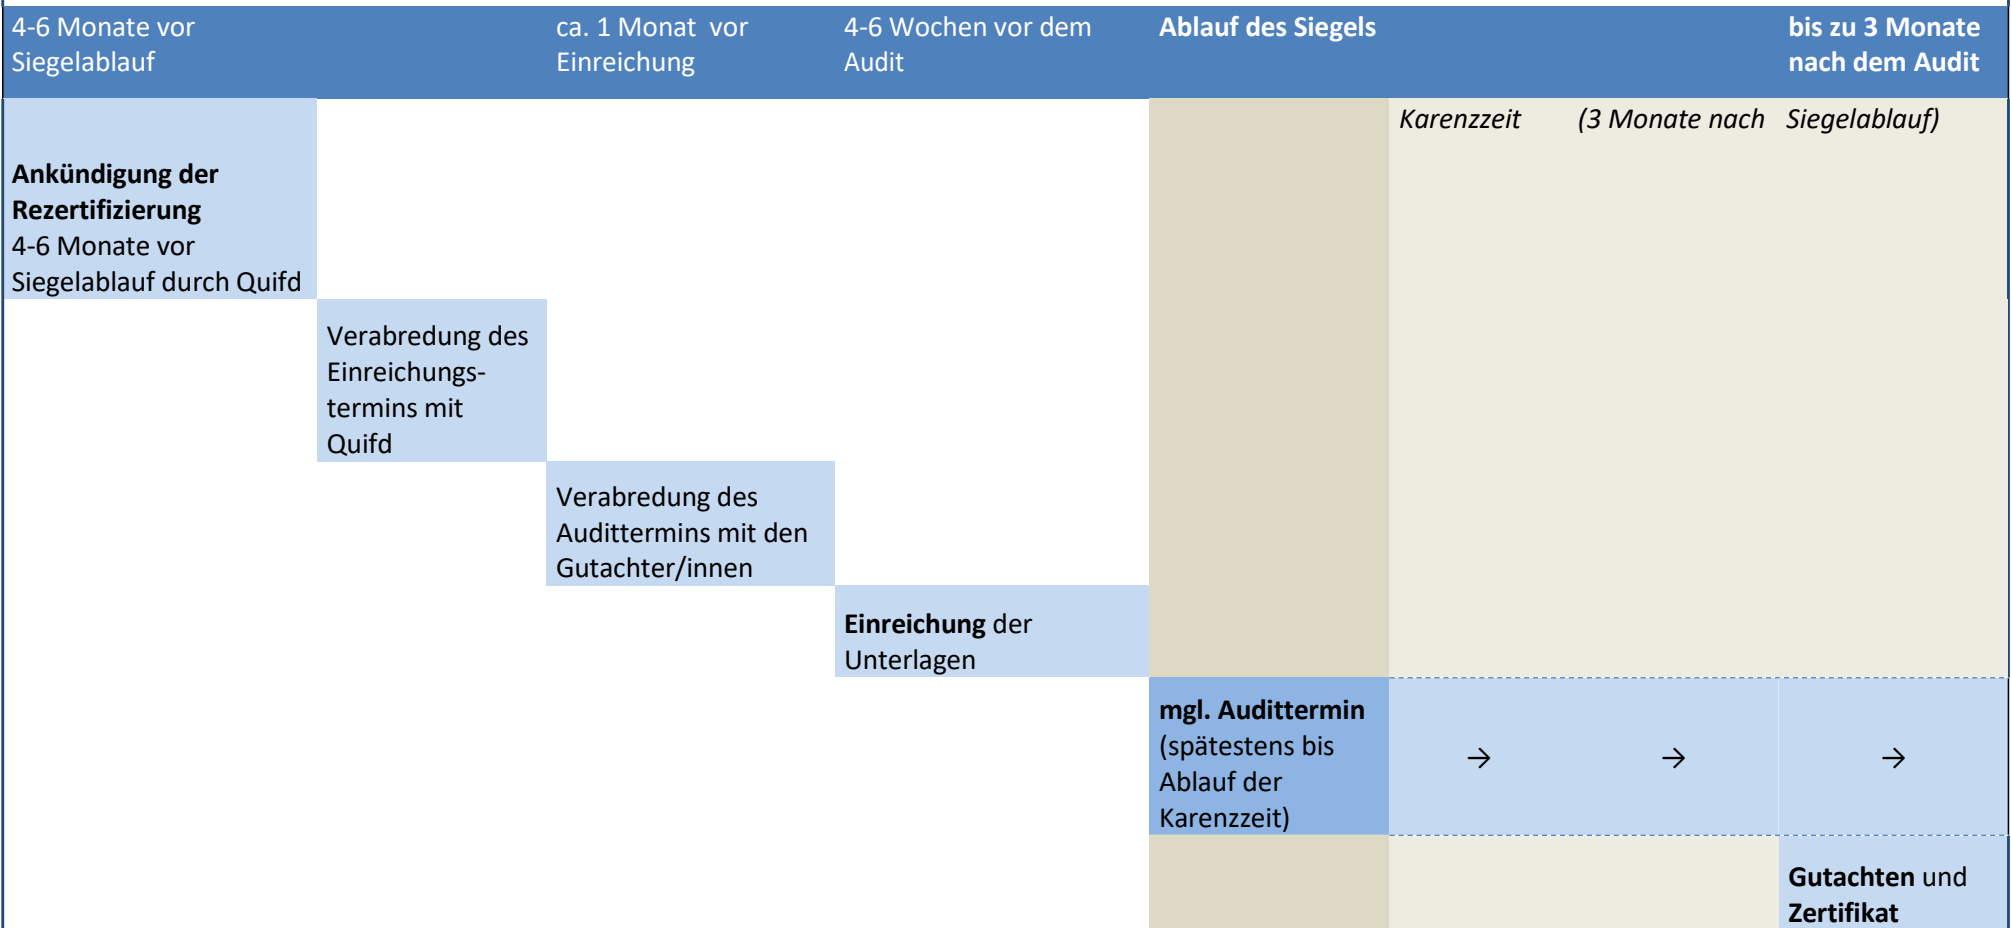 4-6 Monate vor
Siegelablauf
ca. 1 Monat vor
Einreichung
4-6 Wochen vor dem
Audit
Ablauf des Siegels
bis zu 3 Monate
nach dem Audit
Karenzzeit (3 Monate nach Siegelablauf)
Ankündigung der
Rezertifizierung
4-6 Monate vor
Siegelablauf durch Quifd
Verabredung des
Einreichungs-
termins mit
Quifd
Verabredung des
Audittermins mit den
Gutachter/innen
Einreichung der
Unterlagen
mgl. Audittermin
(spätestens bis
Ablauf der
Karenzzeit)
→ → →
Gutachten und
Zertifikat